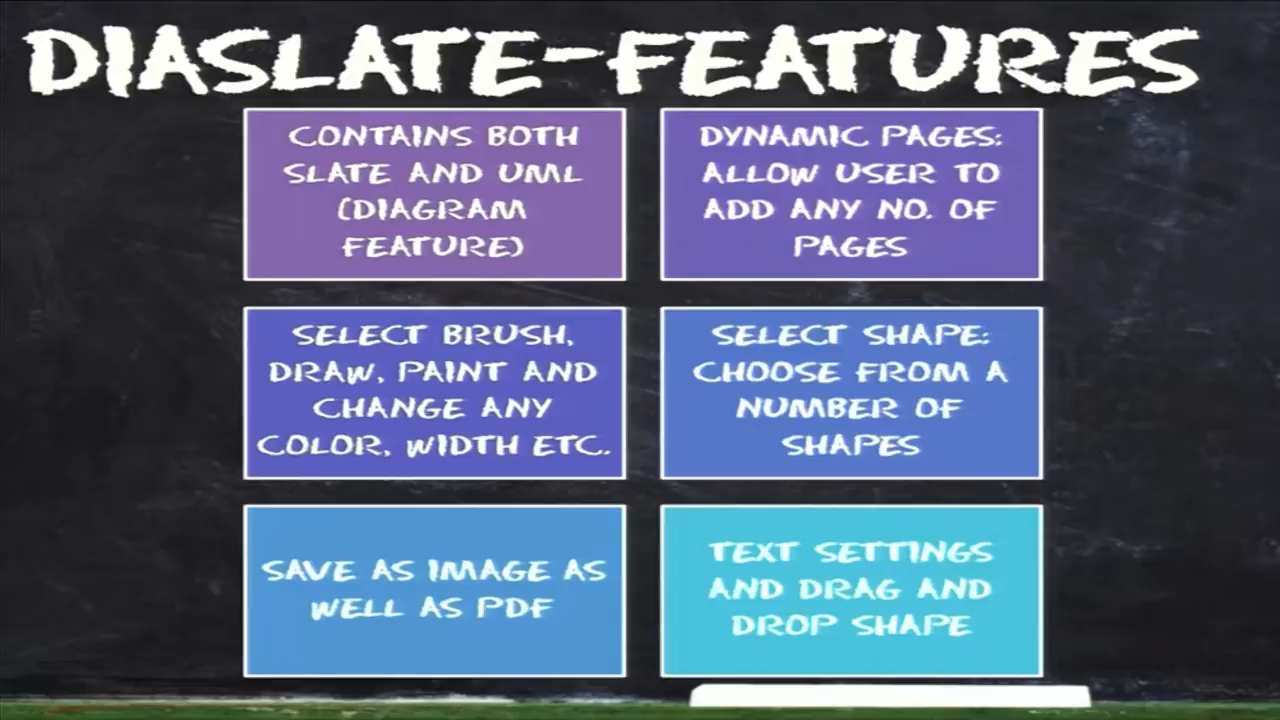 DIASLATE-FEATURES
CONTAINS BOTH
SLATE AND UML
(DIAGRAM
FEATURE)
DYNAMIC PAGES:
ALLOW USER TO
ADD ANY NO. OF
PAGES
SELECT BRUSH,
DRAW, PAINT AND
CHANGE ANY
COLOR, WIDTH ETC.
SELECT SHAPE:
CHOOSE FROM A
NUMBER OF
SHAPES
SAVE AS IMAGE AS
WELL AS PDF
TEXT SETTINGS
AND DRAG AND
DROP SHAPE